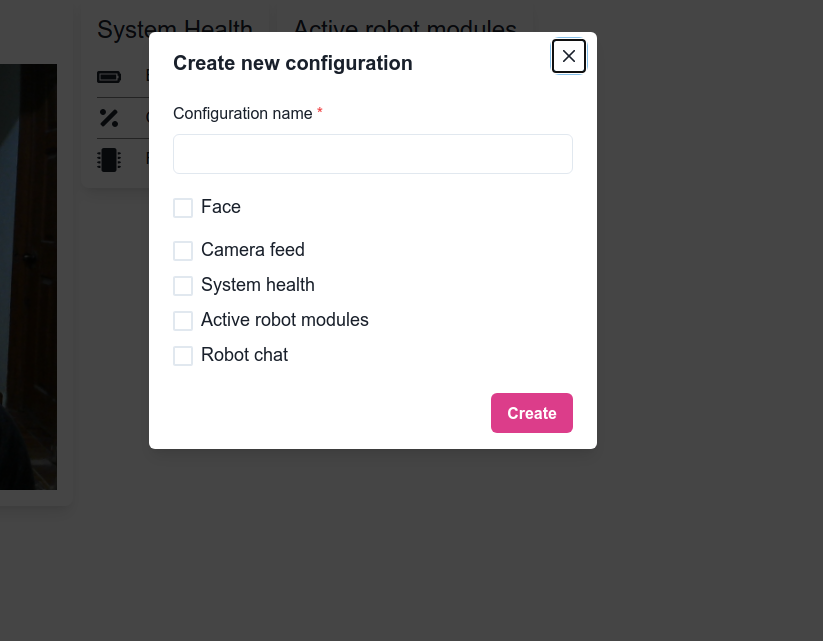 System Health
Active robot modules
Create new configuration
Configuration name *
Face
Camera feed
System health
Active robot modules
Robot chat
Create